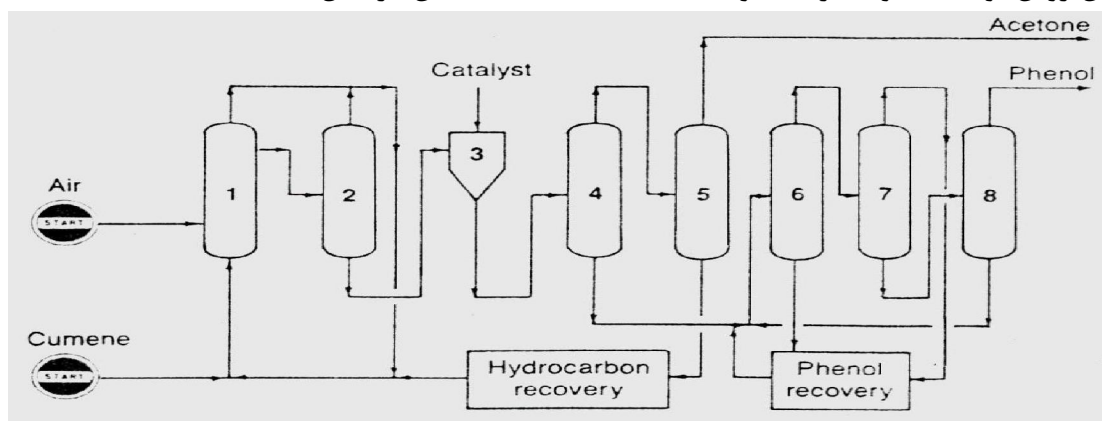 Acetone
Phenol
Catalyst
Air
START
Cumene
START
1
2
3
4
5
6
7
8
Hydrocarbon
recovery
Phenol
recovery